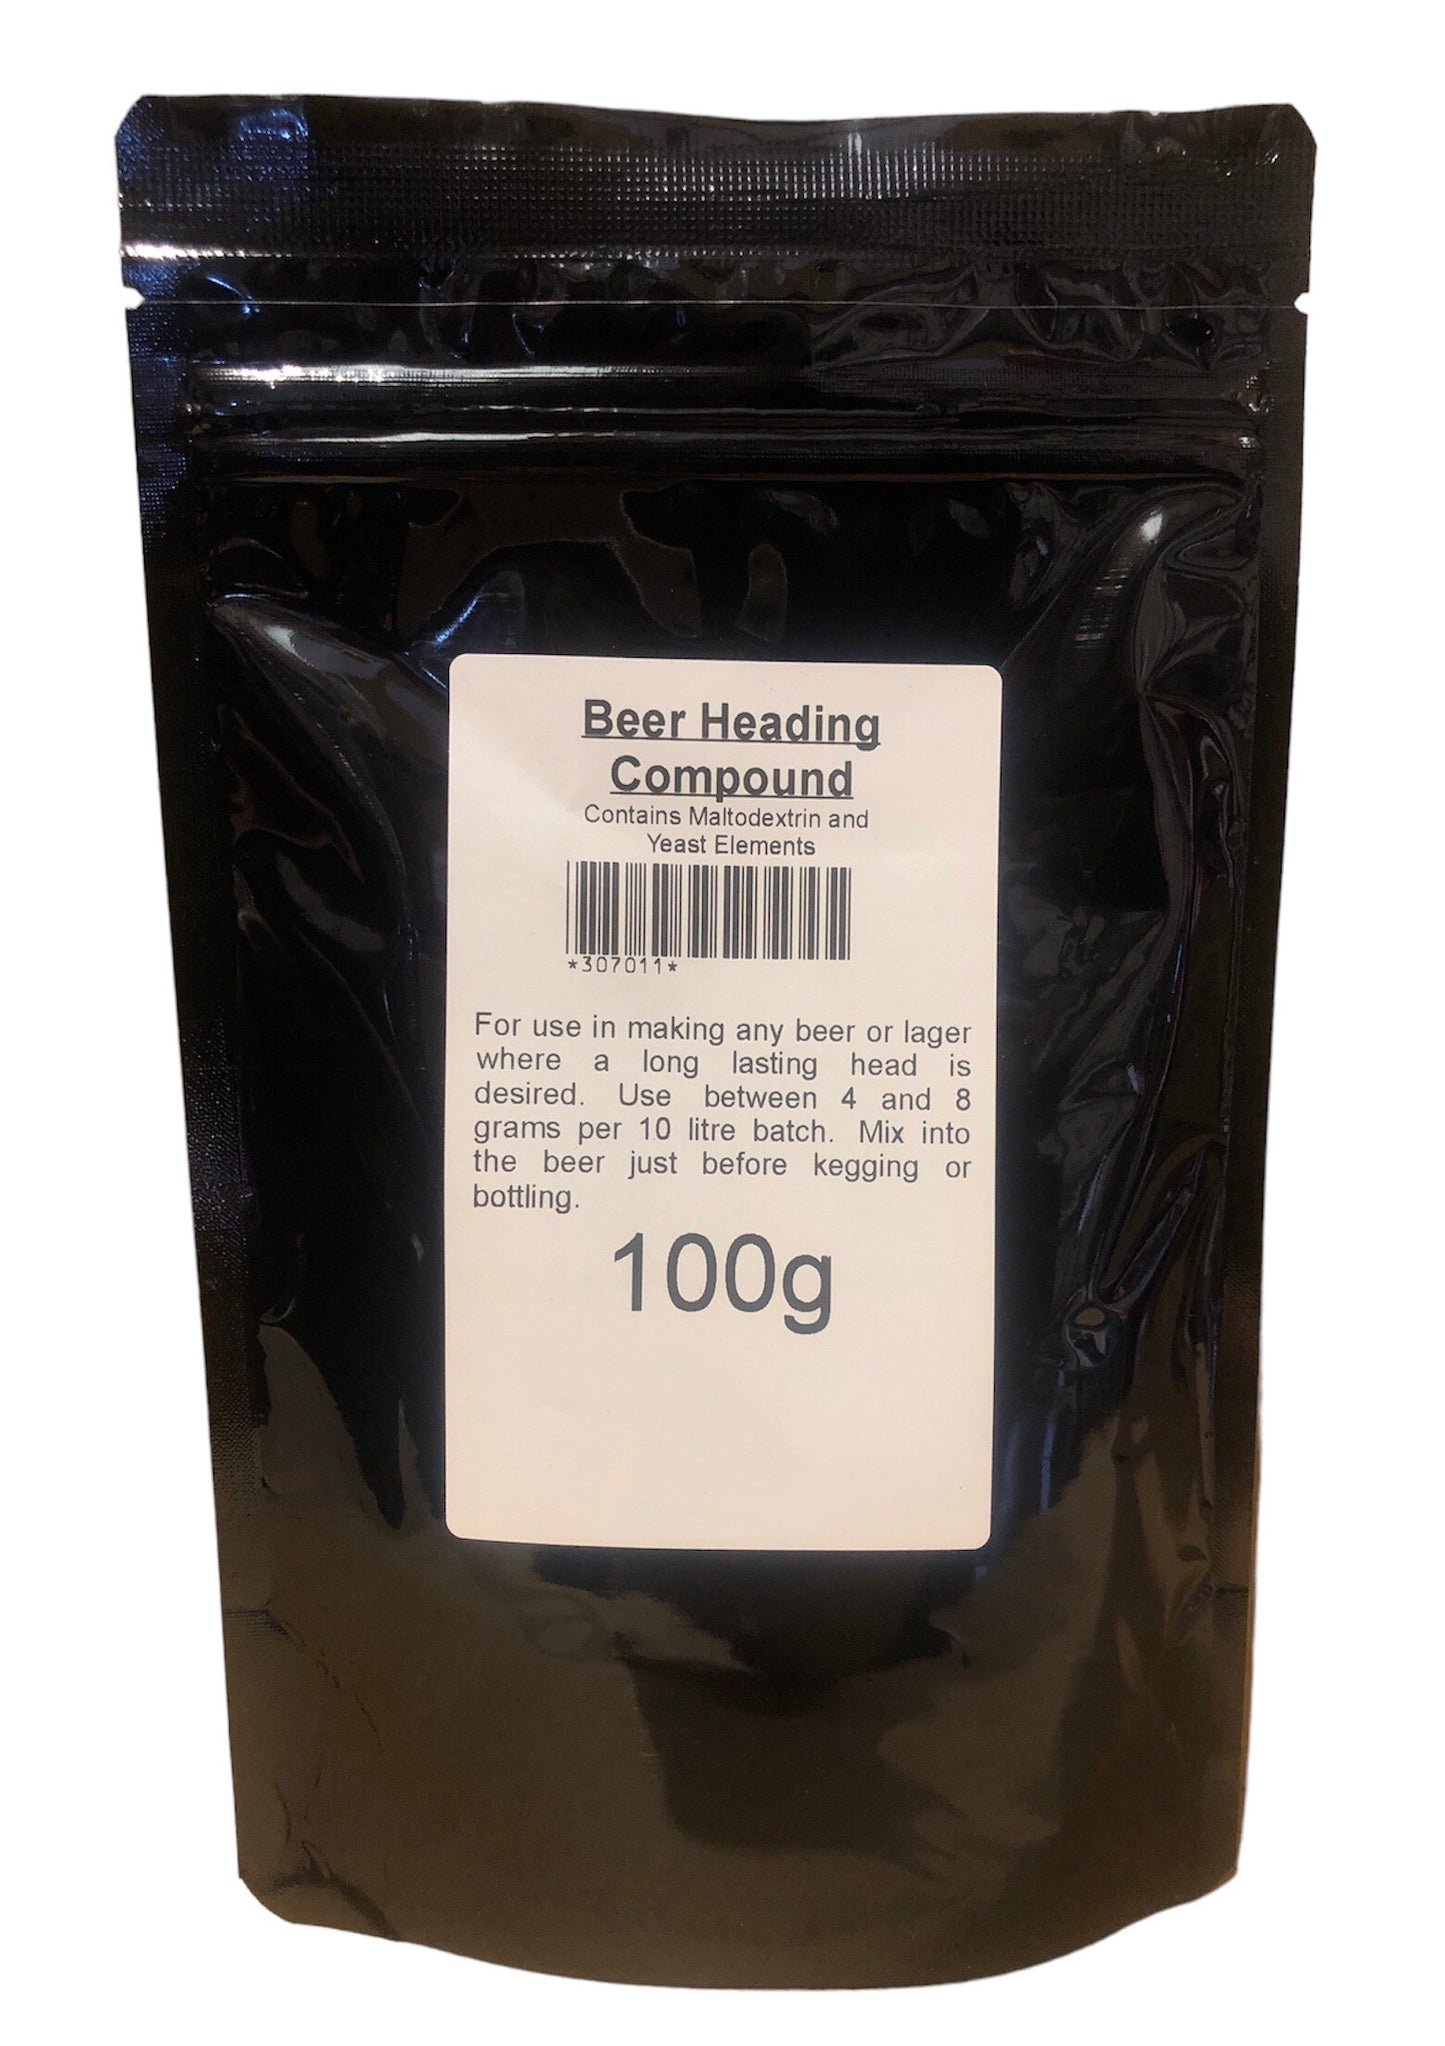 Beer Heading
Compound
Contains Maltodextrin and
Yeast Elements
*307011*
For use in making any beer or lager
where a long lasting head is
desired. Use between 4 and 8
grams per 10 litre batch. Mix into
the beer just before kegging or
bottling.
100g